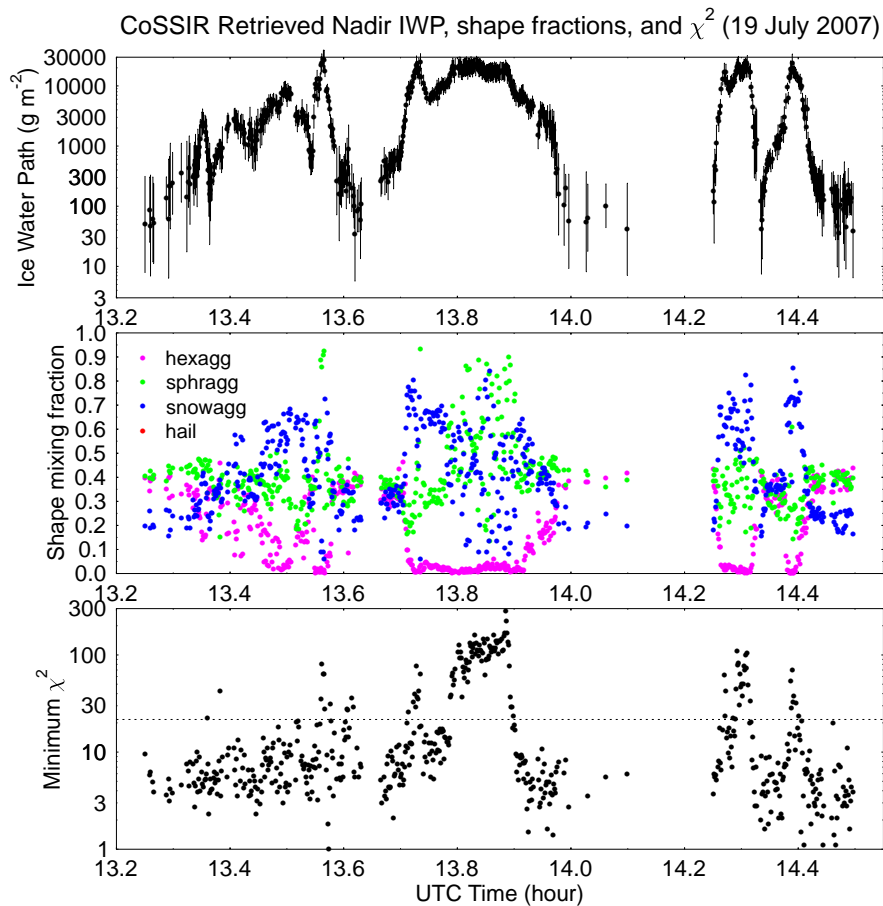 CoSSIR Retrieved Nadir IWP, shape fractions, and χ² (19 July 2007)
Ice Water Path (g m⁻²)
30000
10000
3000
1000
300
100
30
10
3
13.2 13.4 13.6 13.8 14.0 14.2 14.4
Shape mixing fraction
1.0
0.9
0.8
0.7
0.6
0.5
0.4
0.3
0.2
0.1
0.0
hexagg
sphragg
snowagg
hail
13.2 13.4 13.6 13.8 14.0 14.2 14.4
Minimum χ²
300
100
30
10
3
1
13.2 13.4 13.6 13.8 14.0 14.2 14.4
UTC Time (hour)